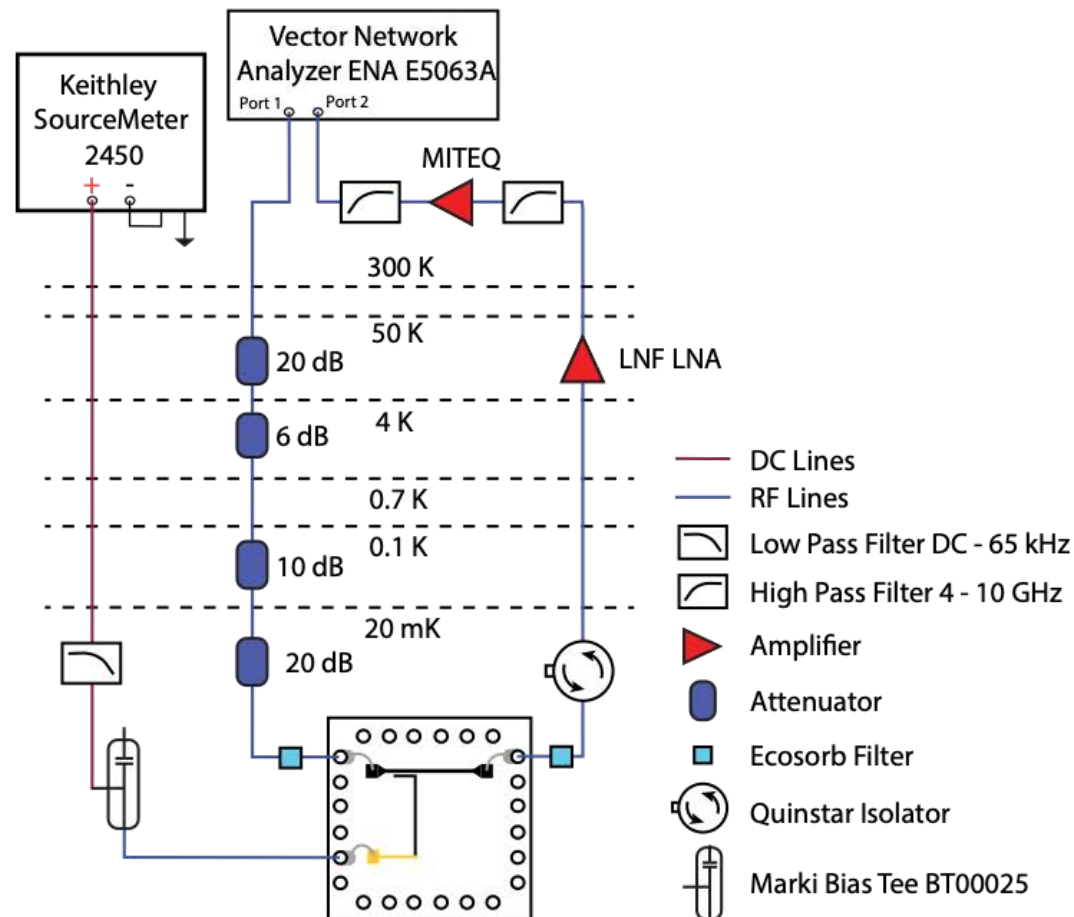 Vector Network
Analyzer ENA E5063A
Port 1
Port 2
Keithley
SourceMeter
2450
+
-
MITEQ
300 K
50 K
20 dB
LNF LNA
4 K
6 dB
0.7 K
0.1 K
10 dB
20 mK
20 dB
DC Lines
RF Lines
Low Pass Filter DC - 65 kHz
High Pass Filter 4 - 10 GHz
Amplifier
Attenuator
Ecosorb Filter
Quinstar Isolator
Marki Bias Tee BT00025